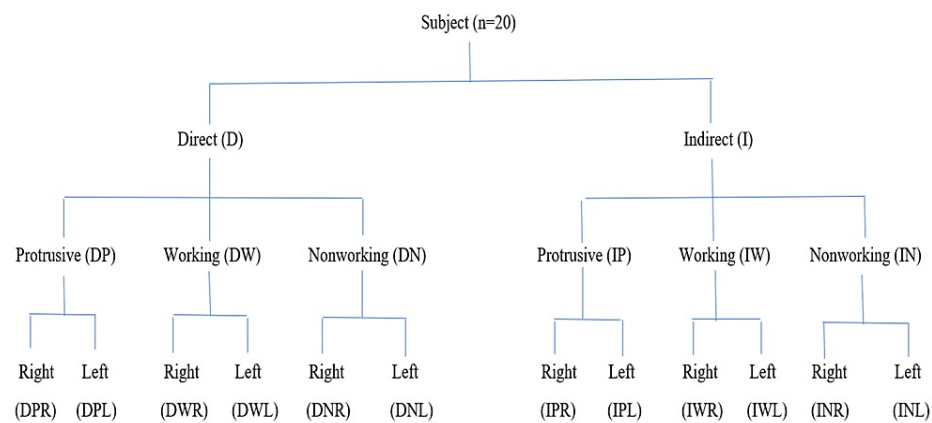 Subject (n=20)
Direct (D)
Indirect (I)
Protrusive (DP)
Working (DW)
Nonworking (DN)
Protrusive (IP)
Working (IW)
Nonworking (IN)
Right
(DPR)
Left
(DPL)
Right
(DWR)
Left
(DWL)
Right
(DNR)
Left
(DNL)
Right
(IPR)
Left
(IPL)
Right
(IWR)
Left
(IWL)
Right
(INR)
Left
(INL)